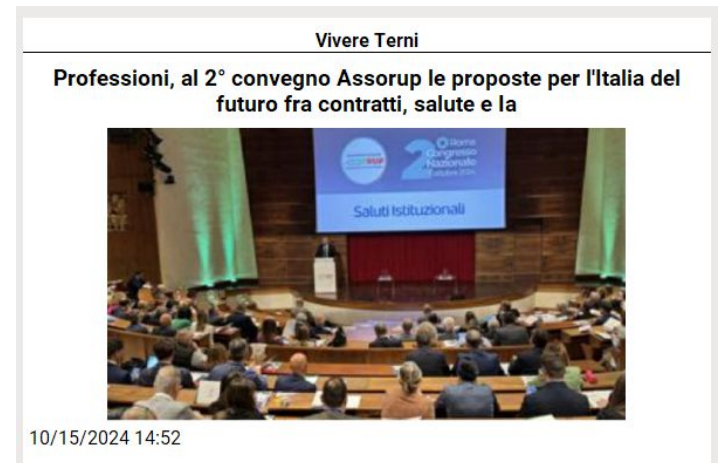 Vivere Terni
Professioni, al 2° convegno Assorup le proposte per l'Italia del
futuro fra contratti, salute e la
2°
Roma
Congresso
Nazionale
Saluti Istituzionali
10/15/2024 14:52